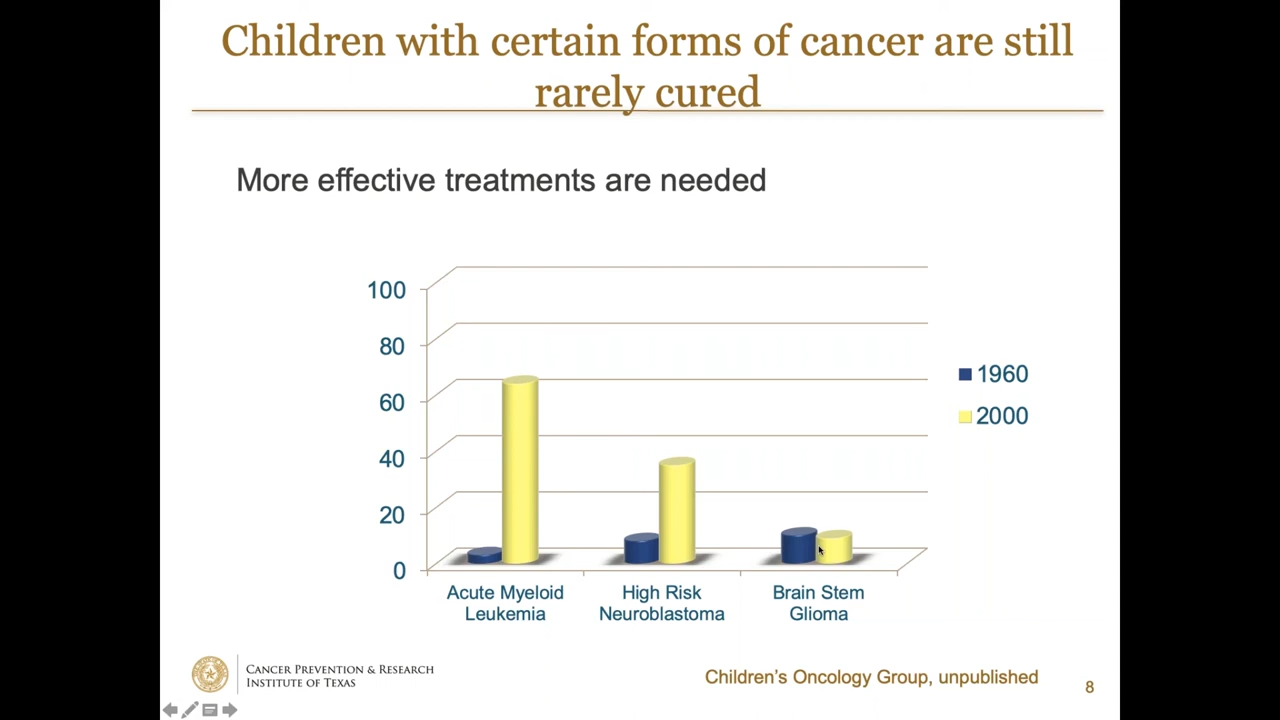 Children with certain forms of cancer are still
rarely cured
More effective treatments are needed
100
80
60
40
20
0
1960
2000
Acute Myeloid
Leukemia
High Risk
Neuroblastoma
Brain Stem
Glioma
CANCER PREVENTION & RESEARCH
INSTITUTE OF TEXAS
Children's Oncology Group, unpublished
8